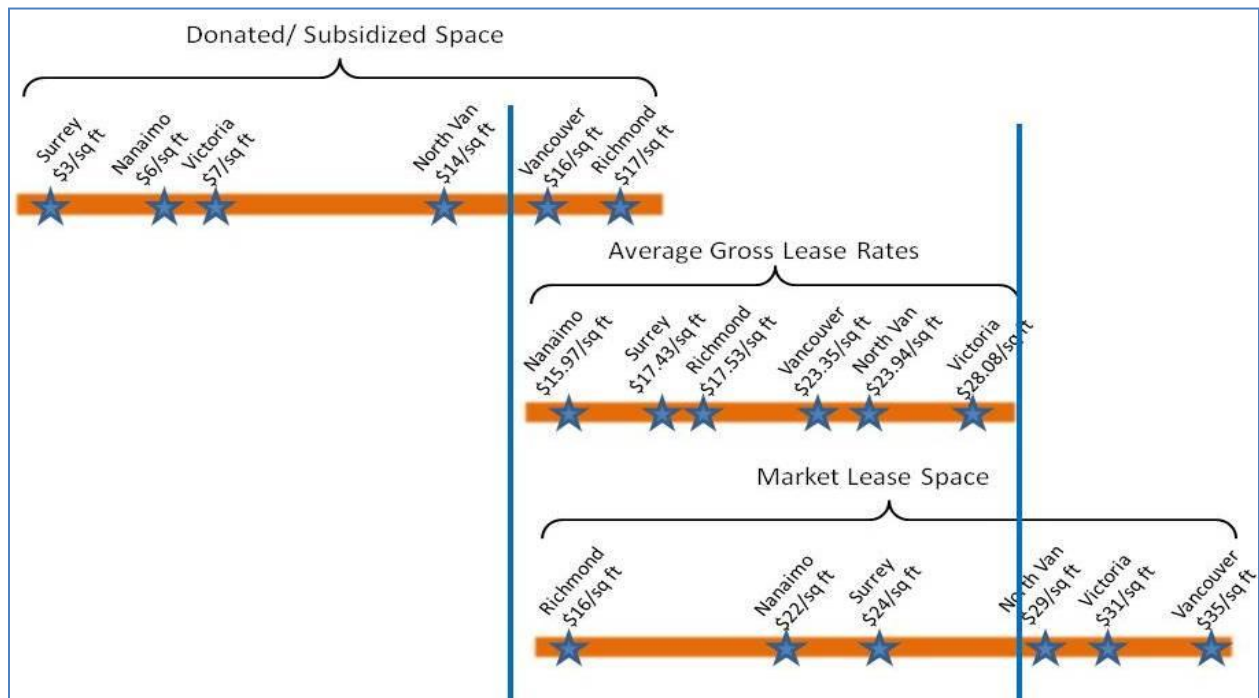 Donated/ Subsidized Space
Surrey
$3/sq ft
Nanaimo
$6/sq ft
Victoria
$7/sq ft
North Van
$14/sq ft
Vancouver
$16/sq ft
Richmond
$17/sq ft
Average Gross Lease Rates
Nanaimo
$15.97/sq ft
Surrey
$17.43/sq ft
Richmond
$17.53/sq ft
Vancouver
$23.35/sq ft
North Van
$23.94/sq ft
Victoria
$28.08/sq ft
Market Lease Space
Richmond
$16/sq ft
Nanaimo
$22/sq ft
Surrey
$24/sq ft
North Van
$29/sq ft
Victoria
$31/sq ft
Vancouver
$35/sq ft